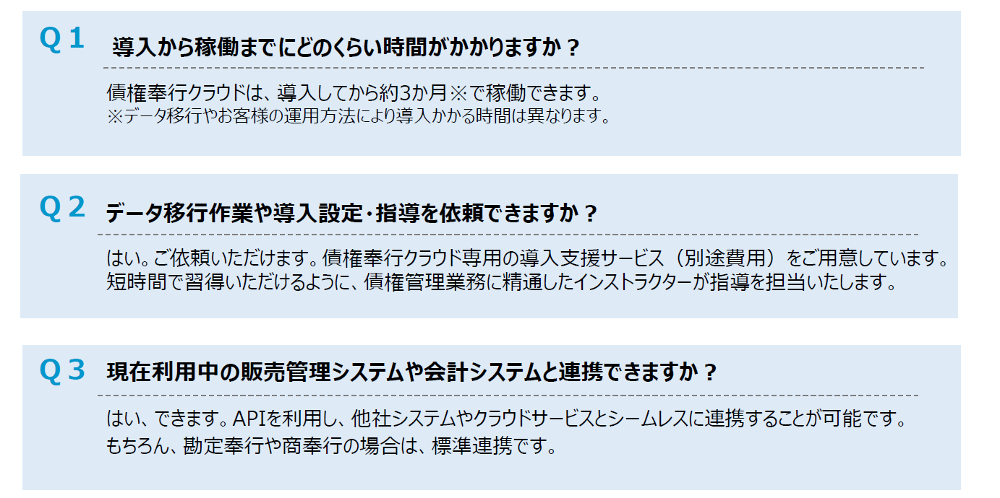 Q1 導入から稼働までにどのくらい時間がかかりますか？
債権奉行クラウドは、導入してから約3か月※で稼働できます。
※データ移行やお客様の運用方法により導入かかる時間は異なります。
Q2 データ移行作業や導入設定・指導を依頼できますか？
はい。ご依頼いただけます。債権奉行クラウド専用の導入支援サービス（別途費用）をご用意しています。
短時間で習得いただけるように、債権管理業務に精通したインストラクターが指導を担当いたします。
Q3 現在利用中の販売管理システムや会計システムと連携できますか？
はい、できます。APIを利用し、他社システムやクラウドサービスとシームレスに連携することが可能です。
もちろん、勘定奉行や商奉行の場合は、標準連携です。